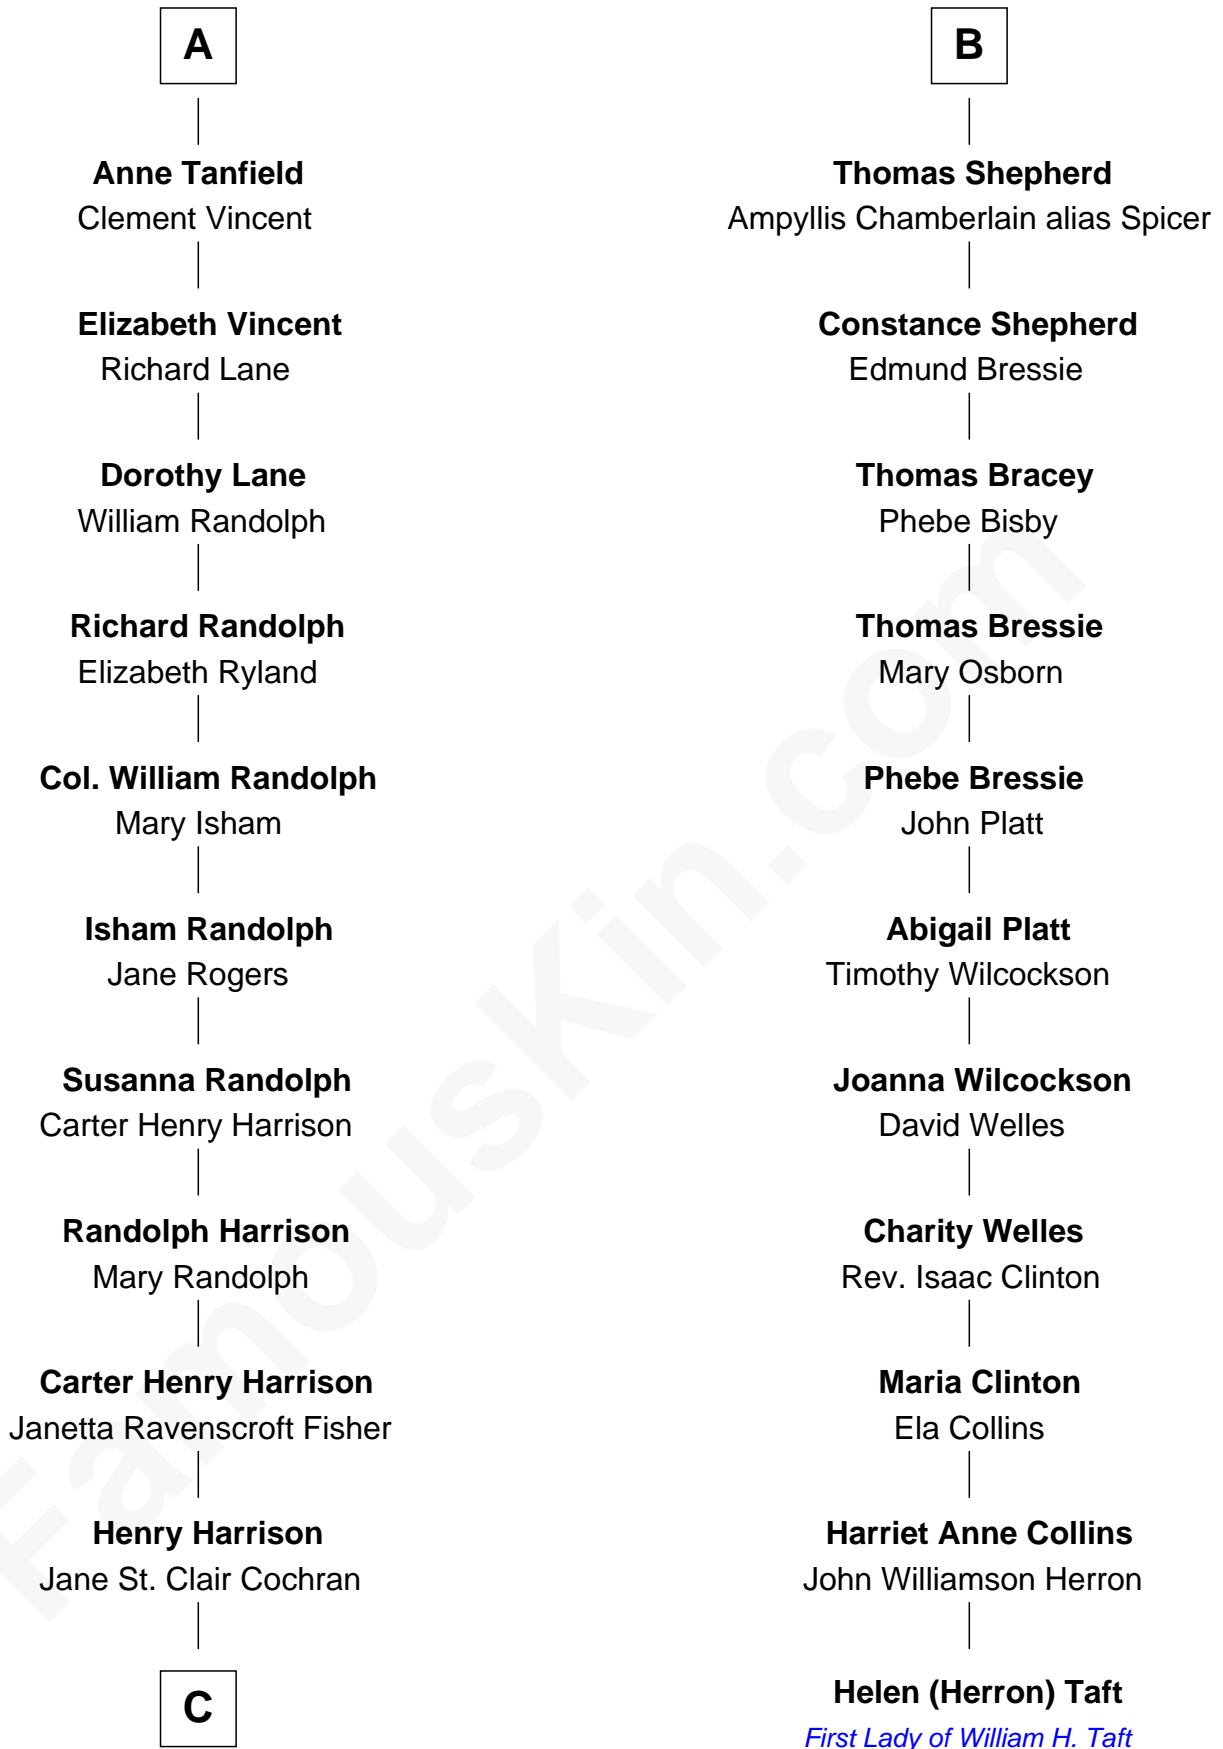 A
Anne Tanfield
Clement Vincent
Elizabeth Vincent
Richard Lane
Dorothy Lane
William Randolph
Richard Randolph
Elizabeth Ryland
Col. William Randolph
Mary Isham
Isham Randolph
Jane Rogers
Susanna Randolph
Carter Henry Harrison
Randolph Harrison
Mary Randolph
Carter Henry Harrison
Janetta Ravenscroft Fisher
Henry Harrison
Jane St. Clair Cochran
C
B
Thomas Shepherd
Ampyllis Chamberlain alias Spicer
Constance Shepherd
Edmund Bressie
Thomas Bracey
Phebe Bisby
Thomas Bressie
Mary Osborn
Phebe Bressie
John Platt
Abigail Platt
Timothy Wilcockson
Joanna Wilcockson
David Welles
Charity Welles
Rev. Isaac Clinton
Maria Clinton
Ela Collins
Harriet Anne Collins
John Williamson Herron
Helen (Herron) Taft
First Lady of William H. Taft
FamousKin.com